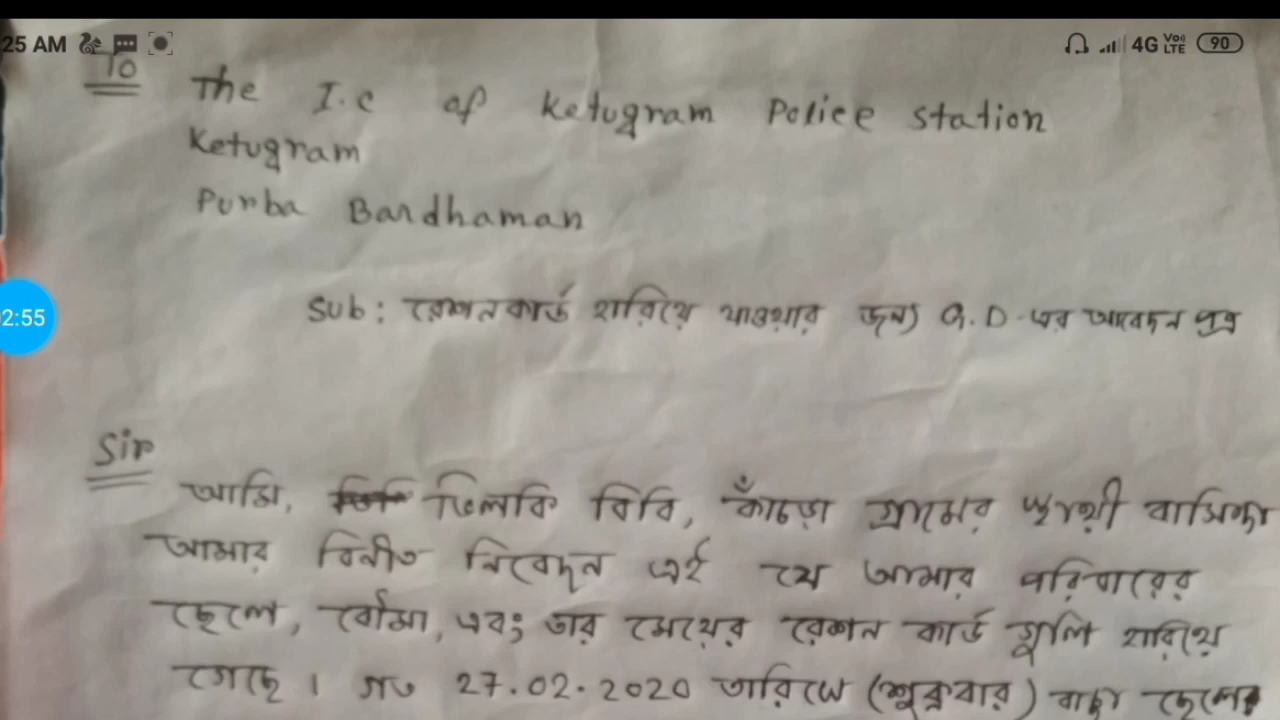 25 AM 4G VoLTE 90
To
The I.C of Ketugram Police Station
Ketugram
Purba Bardhaman
2:55
Sub: রেশনকার্ড হারিয়ে যাওয়ার জন্য G.D-এর আবেদন পত্র
Sir
আমি, তিলকি বিবি, কাঁচড়া গ্রামের স্থায়ী বাসিন্দা
আমার বিনীত নিবেদন এই যে আমার পরিবারের
ছেলে, বৌমা, এবং তার মেয়ের রেশন কার্ড গুলি হারিয়ে
গেছে। গত 27.02.2020 তারিখে (শুক্রবার) ছেলের